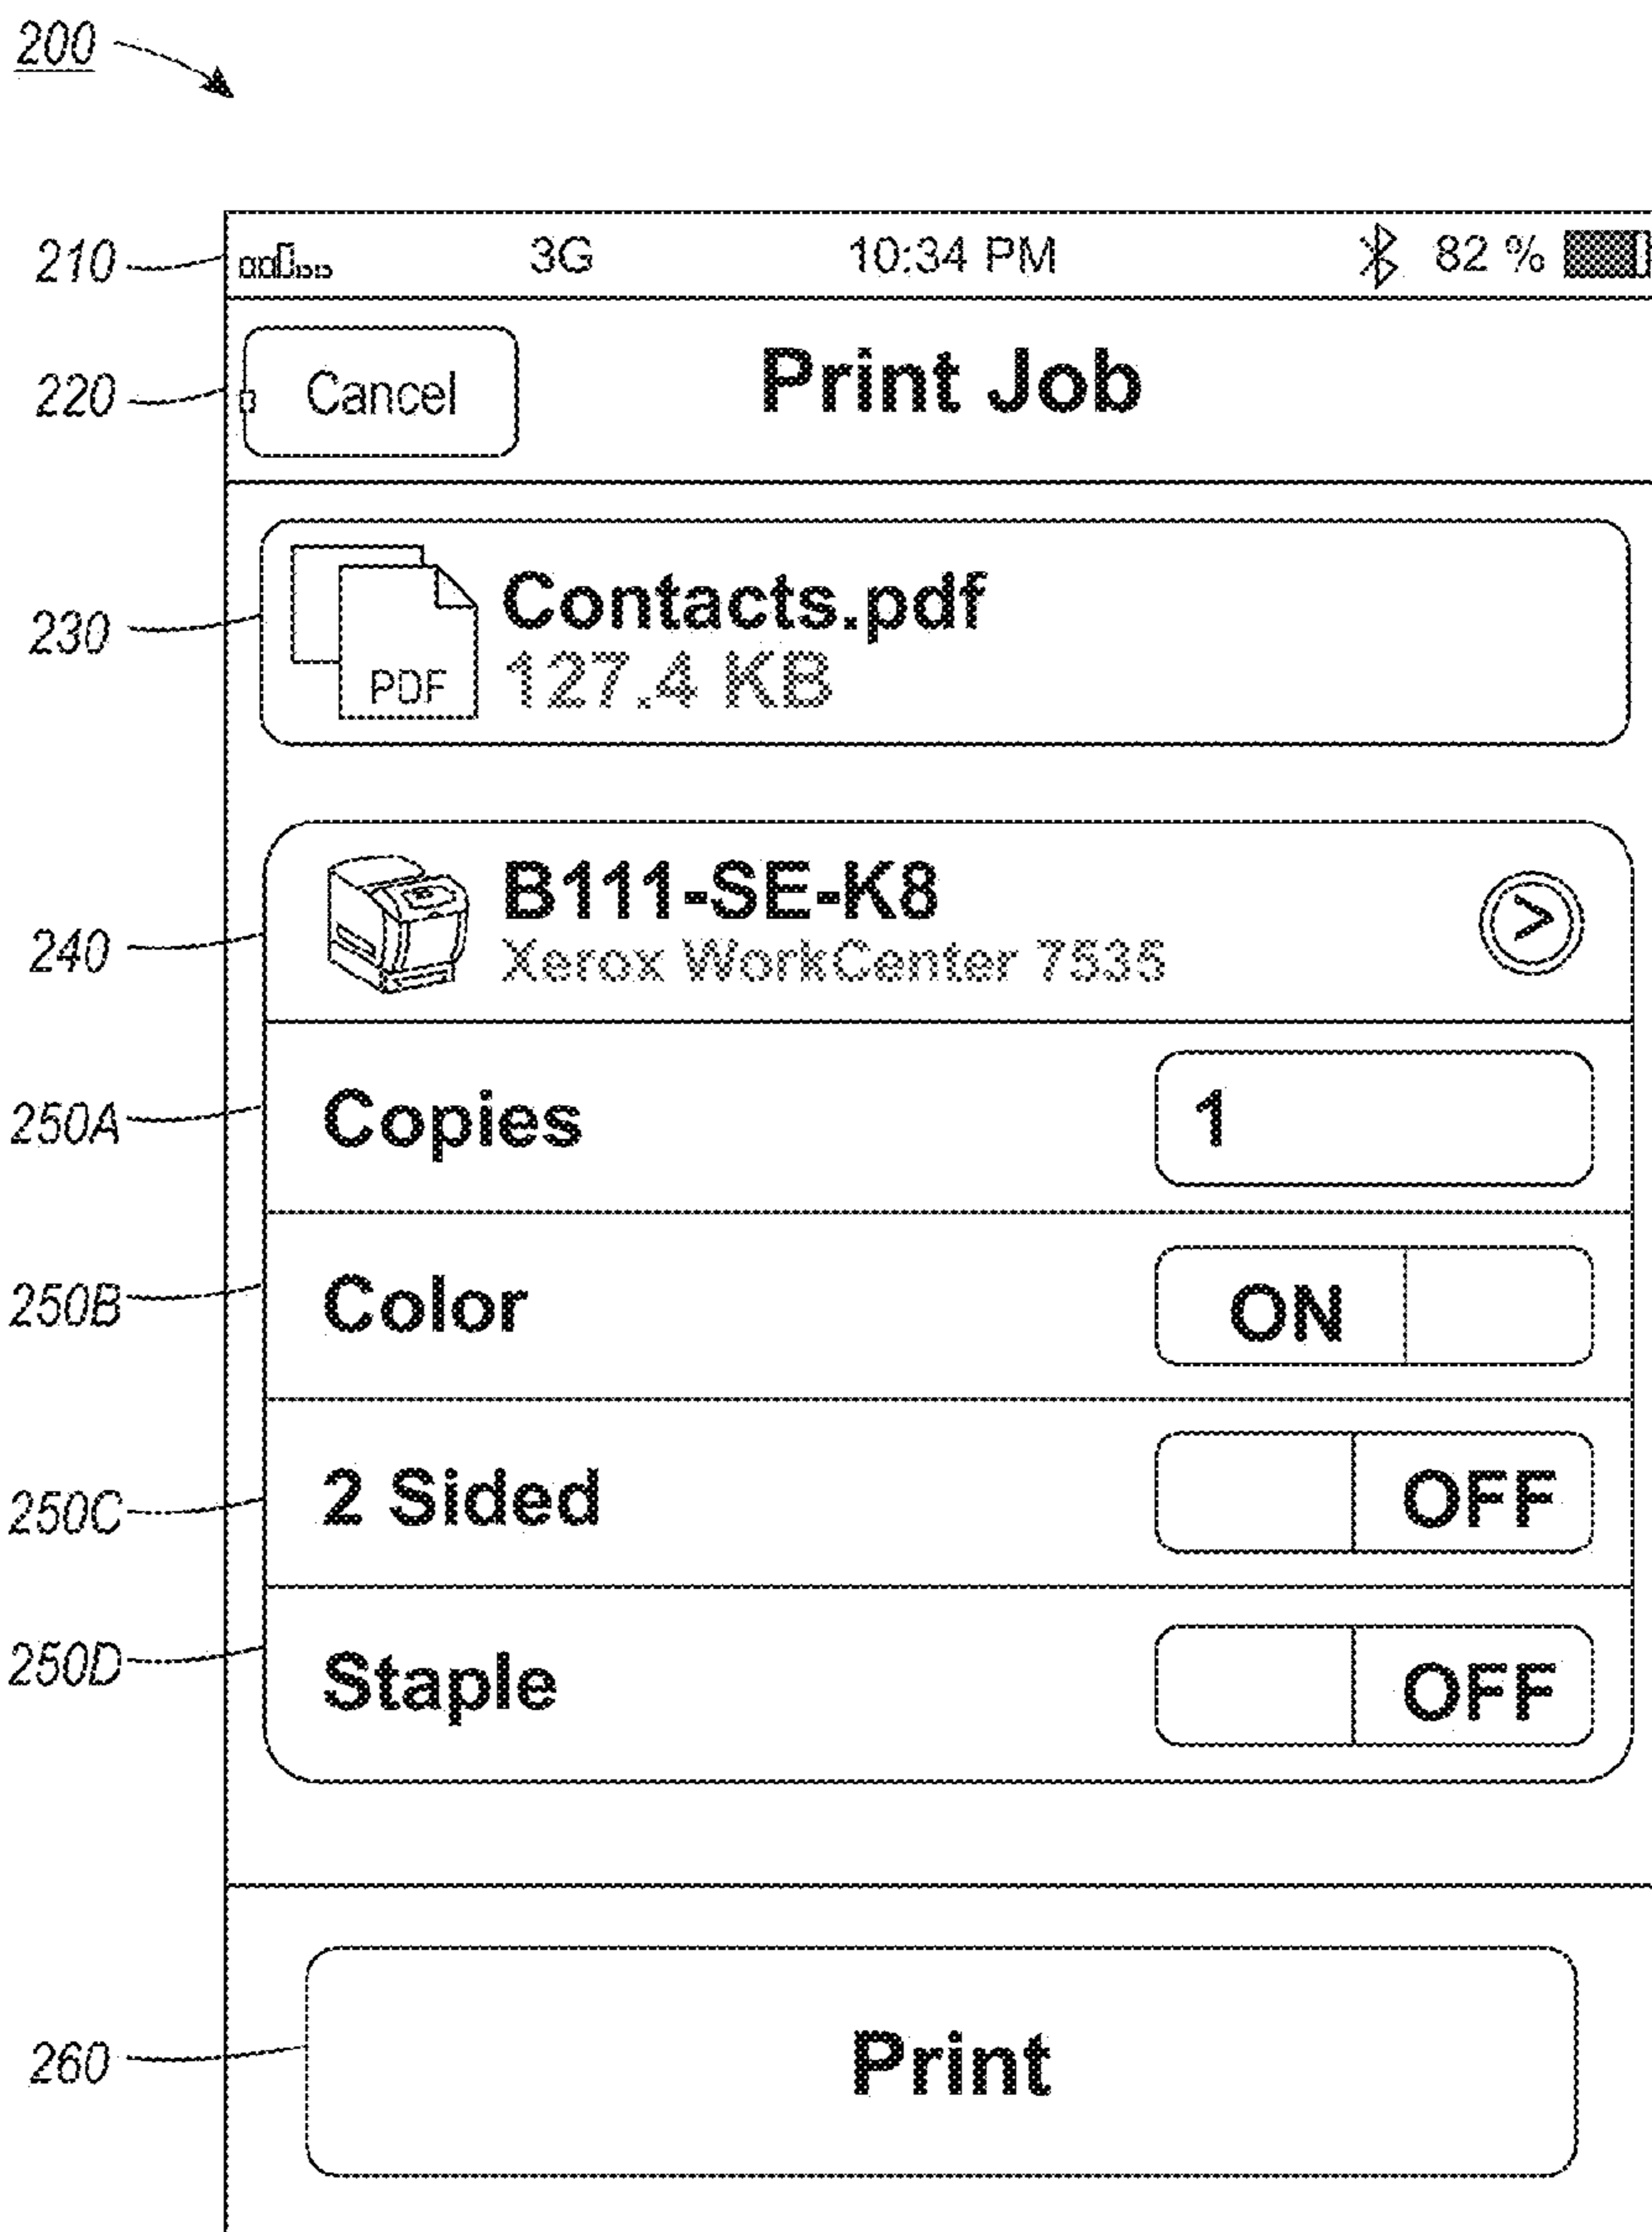 200
210 3G 10:34 PM 82 %
220 Cancel Print Job
230 PDF Contacts.pdf
127.4 KB
240 B111-SE-K8
Xerox WorkCenter 7535
250A Copies 1
250B Color ON
250C 2 Sided OFF
250D Staple OFF
260 Print